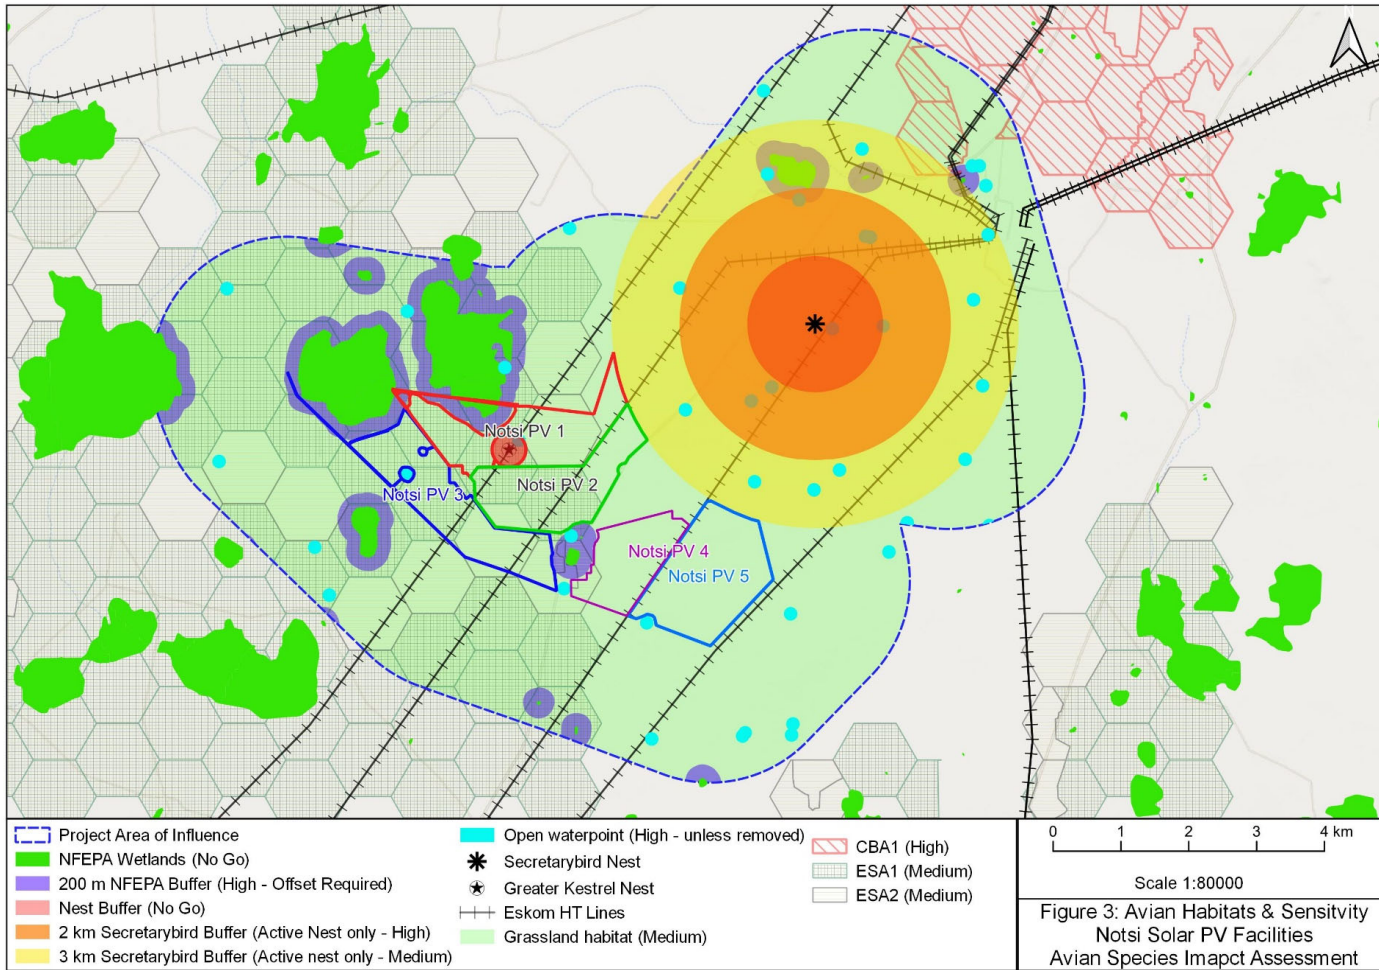 Notsi PV 1
Notsi PV 2
Notsi PV 3
Notsi PV 4
Notsi PV 5
Project Area of Influence
NFEPA Wetlands (No Go)
200 m NFEPA Buffer (High - Offset Required)
Nest Buffer (No Go)
2 km Secretarybird Buffer (Active Nest only - High)
3 km Secretarybird Buffer (Active nest only - Medium)
Open waterpoint (High - unless removed)
Secretarybird Nest
Greater Kestrel Nest
Eskom HT Lines
Grassland habitat (Medium)
CBA1 (High)
ESA1 (Medium)
ESA2 (Medium)
0 1 2 3 4 km
Scale 1:80000
Figure 3: Avian Habitats & Sensitvity
Notsi Solar PV Facilities
Avian Species Imapct Assessment